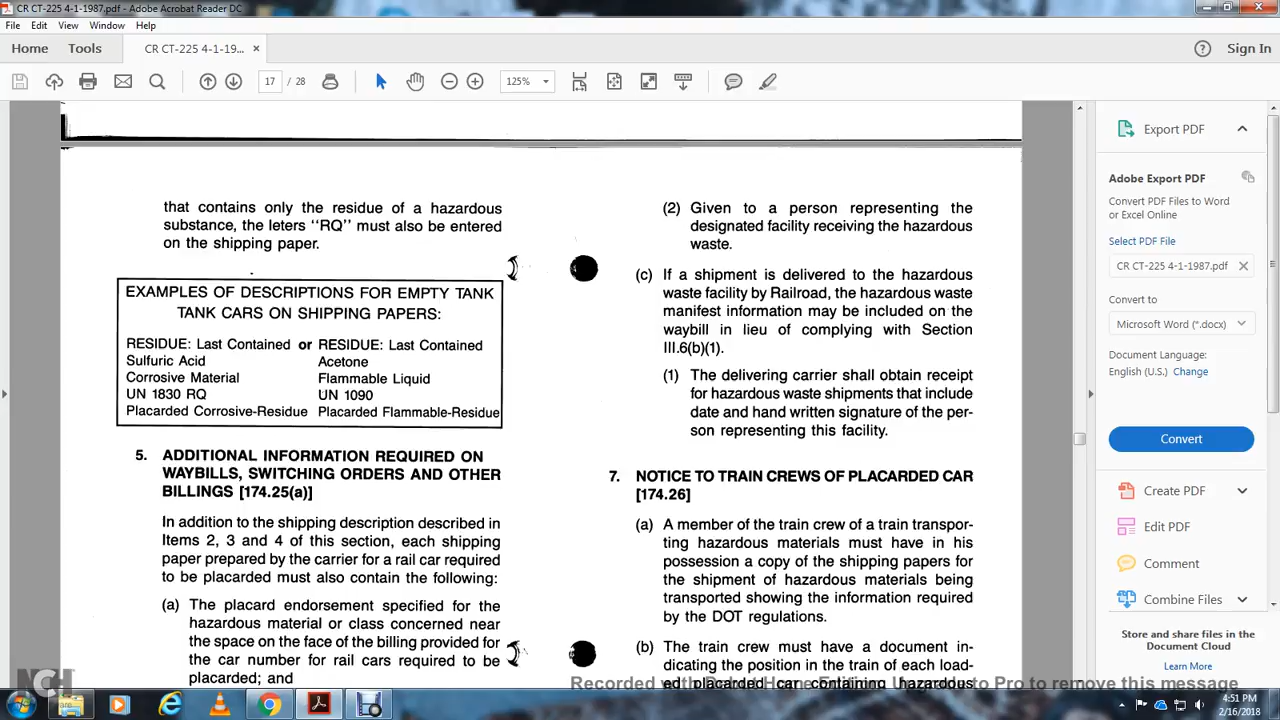 CR CT-225 4-1-1987.pdf - Adobe Acrobat Reader DC
File Edit View Window Help
Home Tools CR CT-225 4-1-19... × Sign In
17 / 28 125%
that contains only the residue of a hazardous
substance, the leters "RQ" must also be entered
on the shipping paper.
EXAMPLES OF DESCRIPTIONS FOR EMPTY TANK
TANK CARS ON SHIPPING PAPERS:
RESIDUE: Last Contained or RESIDUE: Last Contained
Sulfuric Acid Acetone
Corrosive Material Flammable Liquid
UN 1830 RQ UN 1090
Placarded Corrosive-Residue Placarded Flammable-Residue
5. ADDITIONAL INFORMATION REQUIRED ON
WAYBILLS, SWITCHING ORDERS AND OTHER
BILLINGS [174.25(a)]
In addition to the shipping description described in
Items 2, 3 and 4 of this section, each shipping
paper prepared by the carrier for a rail car required
to be placarded must also contain the following:
(a) The placard endorsement specified for the
hazardous material or class concerned near
the space on the face of the billing provided for
the car number for rail cars required to be
placarded; and
(2) Given to a person representing the
designated facility receiving the hazardous
waste.
(c) If a shipment is delivered to the hazardous
waste facility by Railroad, the hazardous waste
manifest information may be included on the
waybill in lieu of complying with Section
III.6(b)(1).
(1) The delivering carrier shall obtain receipt
for hazardous waste shipments that include
date and hand written signature of the per-
son representing this facility.
7. NOTICE TO TRAIN CREWS OF PLACARDED CAR
[174.26]
(a) A member of the train crew of a train transpor-
ting hazardous materials must have in his
possession a copy of the shipping papers for
the shipment of hazardous materials being
transported showing the information required
by the DOT regulations.
(b) The train crew must have a document in-
dicating the position in the train of each load-
ed placarded car containing hazardous
Export PDF
Adobe Export PDF
Convert PDF Files to Word
or Excel Online
Select PDF File
CR CT-225 4-1-1987.pdf
Convert to
Microsoft Word (*.docx)
Document Language:
English (U.S.) Change
Convert
Create PDF
Edit PDF
Comment
Combine Files
Store and share files in the
Document Cloud
Learn More
NCH
Recorded with to Pro to remove this message
4:51 PM
2/16/2018